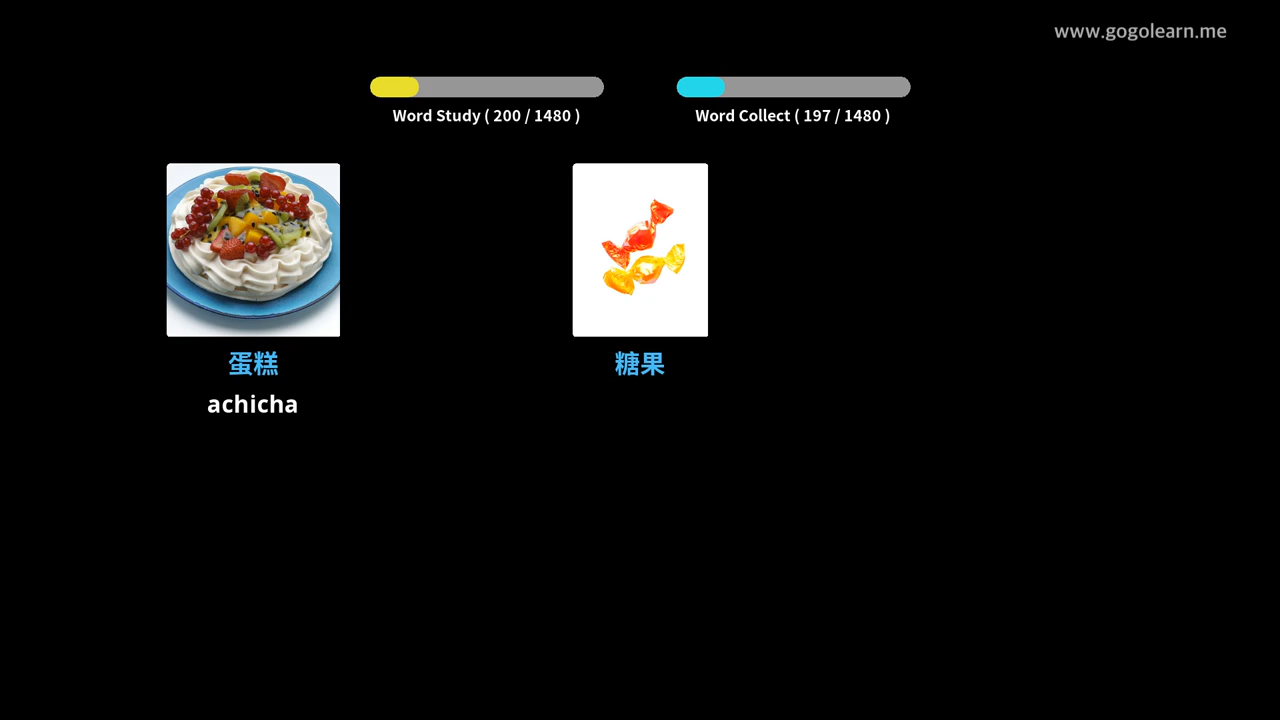 www.gogolearn.me
Word Study ( 200 / 1480 )
Word Collect ( 197 / 1480 )
蛋糕
achicha
糖果